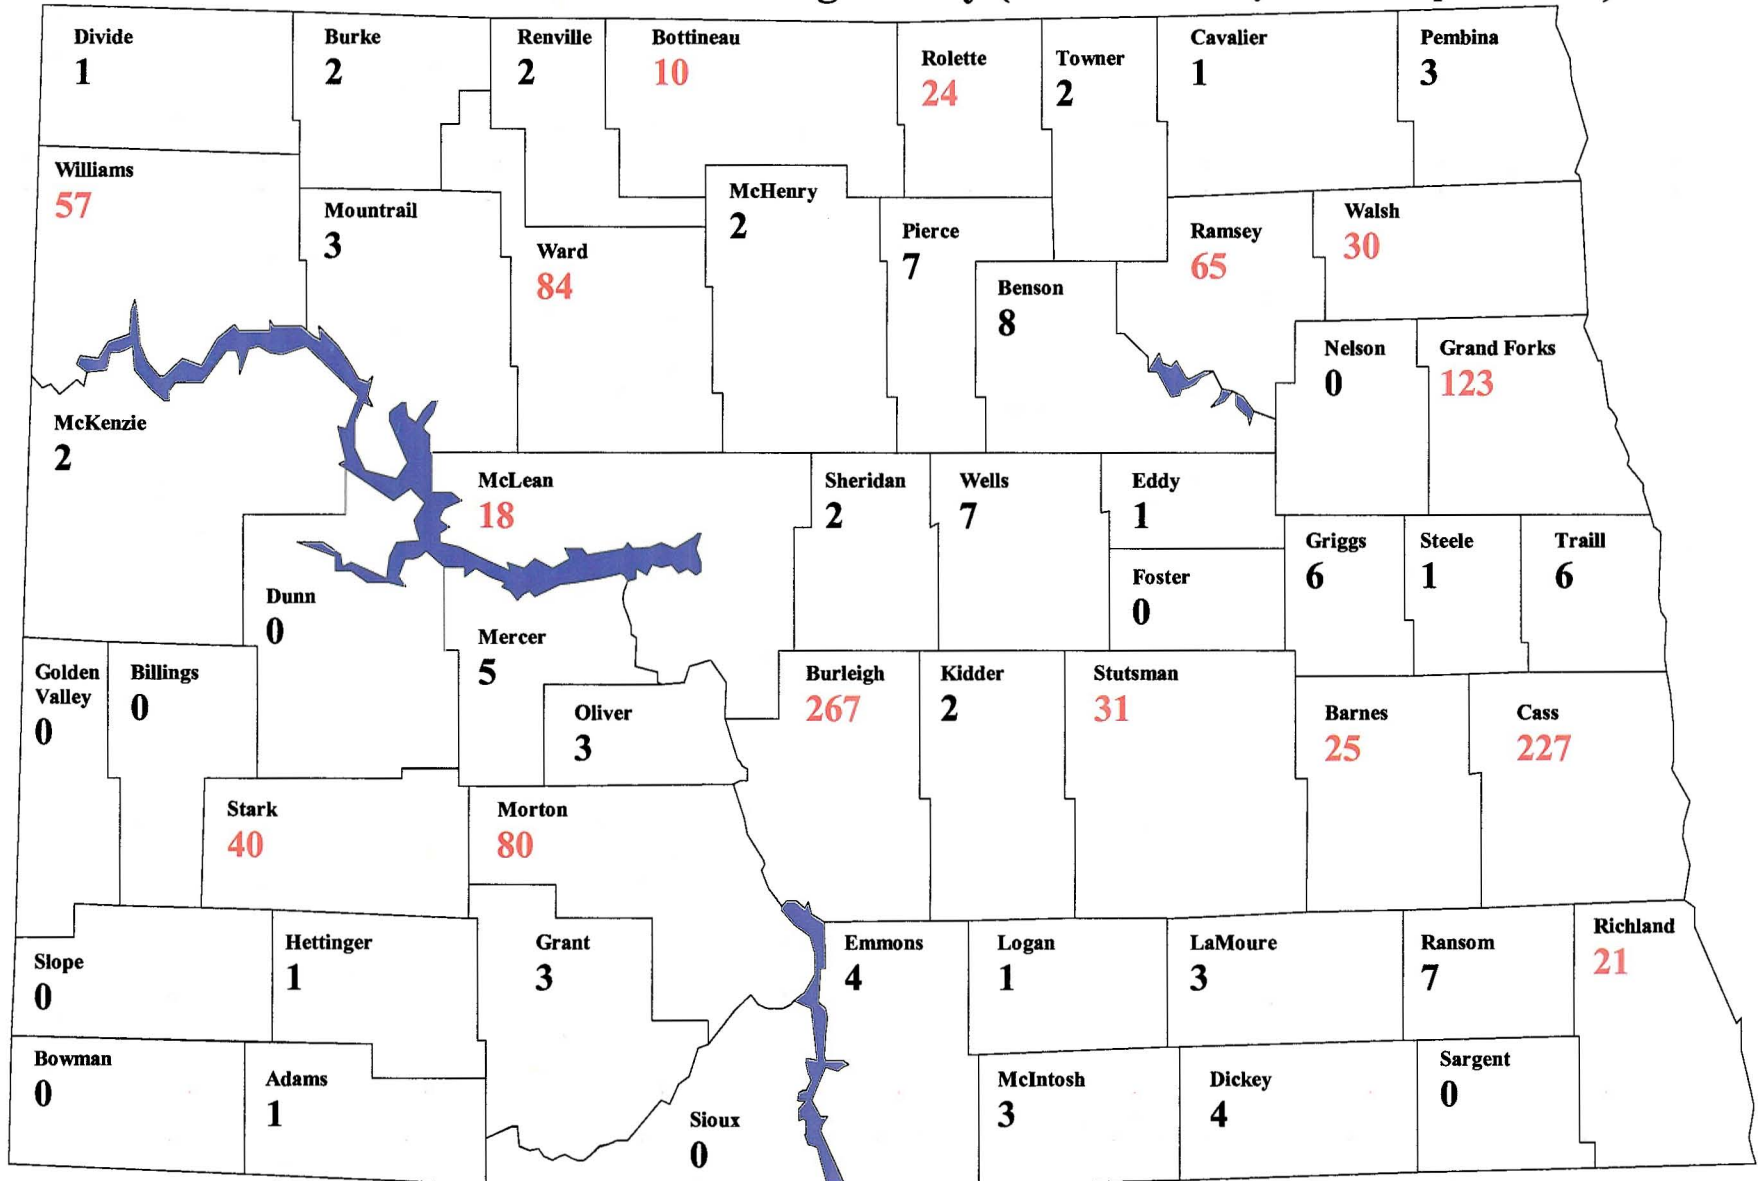 Divide
1
Burke
2
Renville
2
Bottineau
10
Rolette
24
Towner
2
Cavalier
1
Pembina
3
Williams
57
Mountrail
3
Ward
84
McHenry
2
Pierce
7
Benson
8
Ramsey
65
Walsh
30
Nelson
0
Grand Forks
123
McKenzie
2
McLean
18
Sheridan
2
Wells
7
Eddy
1
Foster
0
Griggs
6
Steele
1
Traill
6
Dunn
0
Mercer
5
Oliver
3
Golden
Valley
0
Billings
0
Burleigh
267
Kidder
2
Stutsman
31
Barnes
25
Cass
227
Stark
40
Morton
80
Slope
0
Hettinger
1
Grant
3
Emmons
4
Logan
1
LaMoure
3
Ransom
7
Richland
21
Bowman
0
Adams
1
Sioux
0
McIntosh
3
Dickey
4
Sargent
0